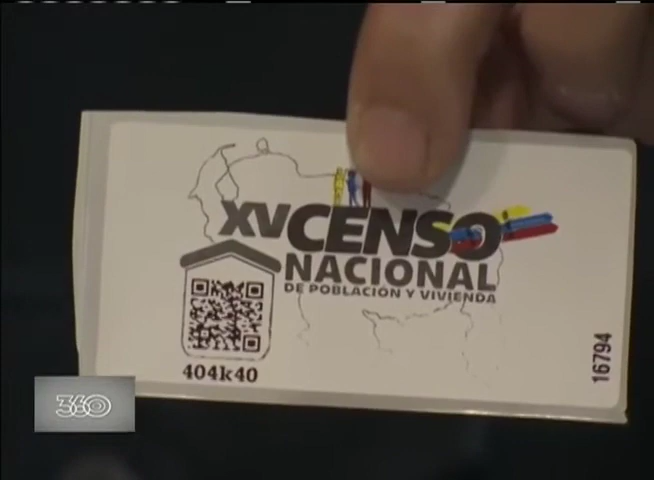 XV CENSO
NACIONAL
DE POBLACIÓN Y VIVIENDA
404k40
16794
360